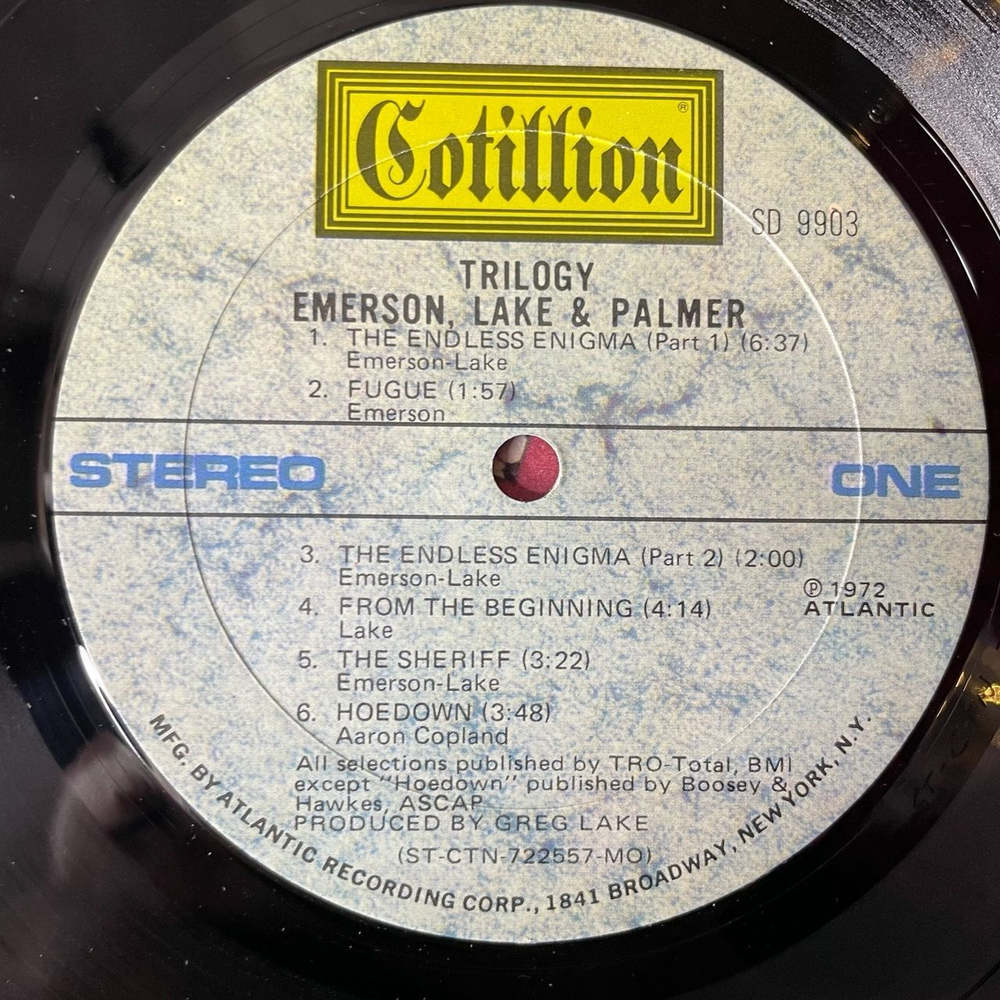 Cotillion ®
SD 9903
TRILOGY
EMERSON, LAKE & PALMER
1. THE ENDLESS ENIGMA (Part 1) (6:37)
Emerson-Lake
2. FUGUE (1:57)
Emerson
STEREO
ONE
3. THE ENDLESS ENIGMA (Part 2) (2:00)
Emerson-Lake
4. FROM THE BEGINNING (4:14)
Lake
℗ 1972
ATLANTIC
5. THE SHERIFF (3:22)
Emerson-Lake
6. HOEDOWN (3:48)
Aaron Copland
All selections published by TRO-Total, BMI
except "Hoedown" published by Boosey &
Hawkes, ASCAP
PRODUCED BY GREG LAKE
(ST-CTN-722557-MO)
MFG. BY ATLANTIC RECORDING CORP., 1841 BROADWAY, NEW YORK, N.Y.